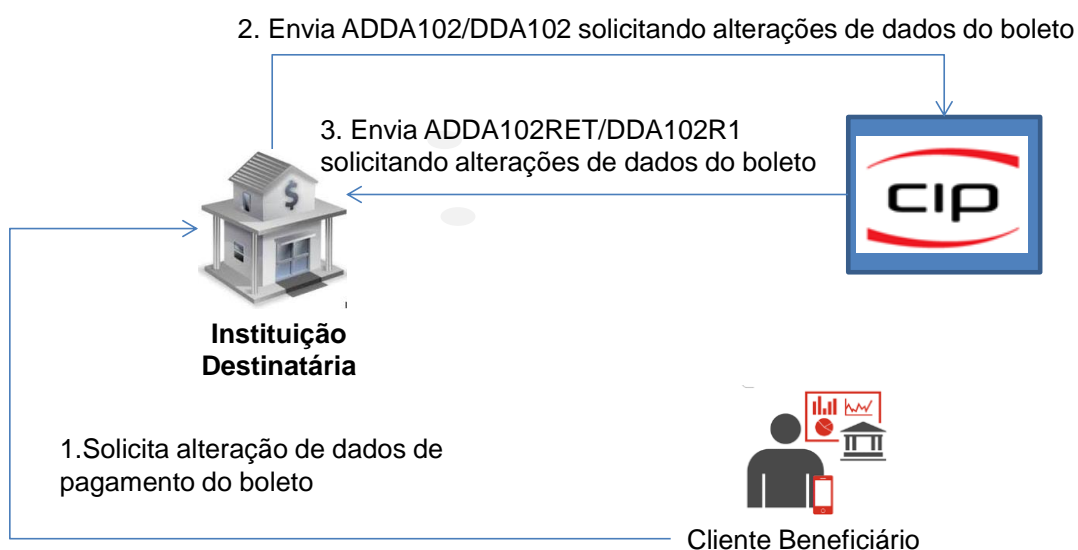 2. Envia ADDA102/DDA102 solicitando alterações de dados do boleto
3. Envia ADDA102RET/DDA102R1
solicitando alterações de dados do boleto
$
CIP
Instituição
Destinatária
1.Solicita alteração de dados de
pagamento do boleto
Cliente Beneficiário